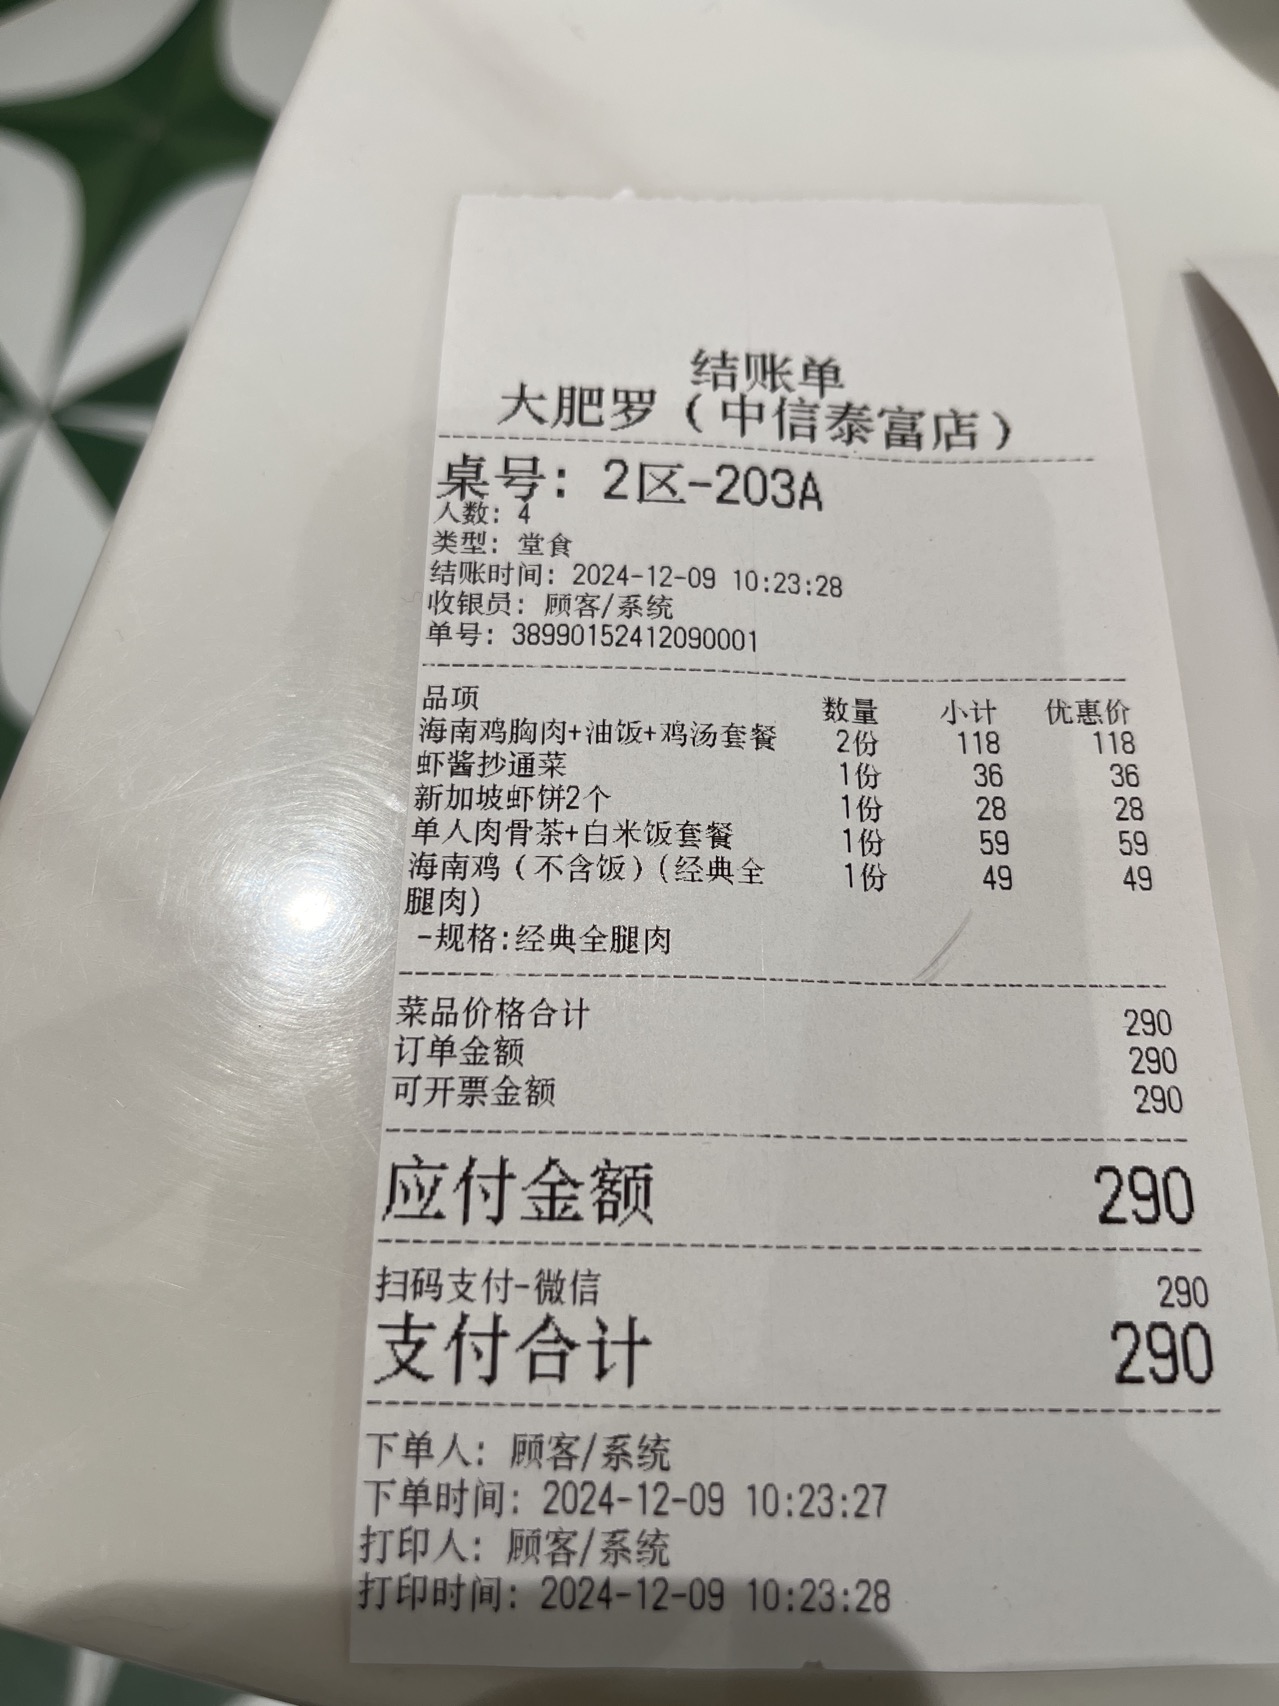 结账单
大肥罗（中信泰富店）
桌号：2区-203A
人数：4
类型：堂食
结账时间：2024-12-09 10:23:28
收银员：顾客/系统
单号：38990152412090001
品项 数量 小计 优惠价
海南鸡胸肉+油饭+鸡汤套餐 2份 118 118
虾酱抄通菜 1份 36 36
新加坡虾饼2个 1份 28 28
单人肉骨茶+白米饭套餐 1份 59 59
海南鸡（不含饭）(经典全 1份 49 49
腿肉)
-规格:经典全腿肉
菜品价格合计 290
订单金额 290
可开票金额 290
应付金额 290
扫码支付-微信 290
支付合计 290
下单人：顾客/系统
下单时间：2024-12-09 10:23:27
打印人：顾客/系统
打印时间：2024-12-09 10:23:28